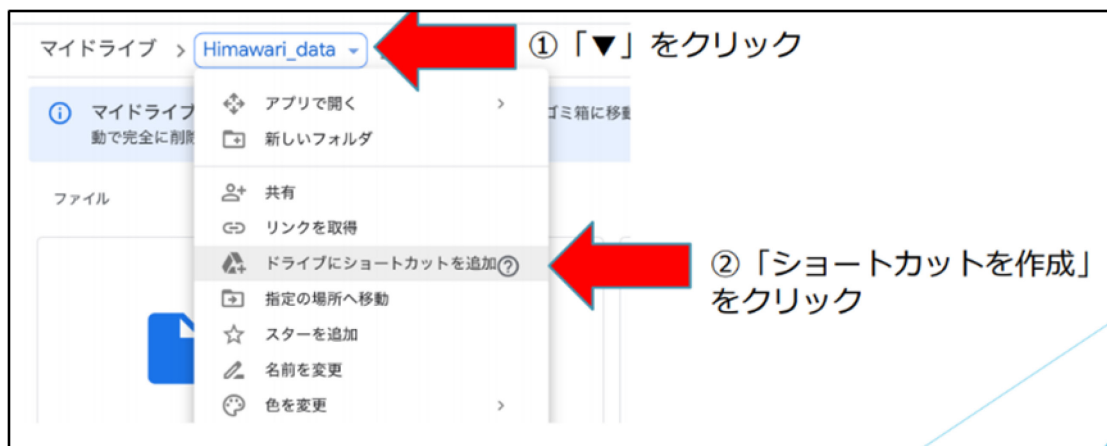 マイドライブ > Himawari_data
①「▼」をクリック
マイドライブ
ゴミ箱に移動
動で完全に削除
アプリで開く
新しいフォルダ
ファイル
共有
リンクを取得
ドライブにショートカットを追加
②「ショートカットを作成」
をクリック
指定の場所へ移動
スターを追加
名前を変更
色を変更